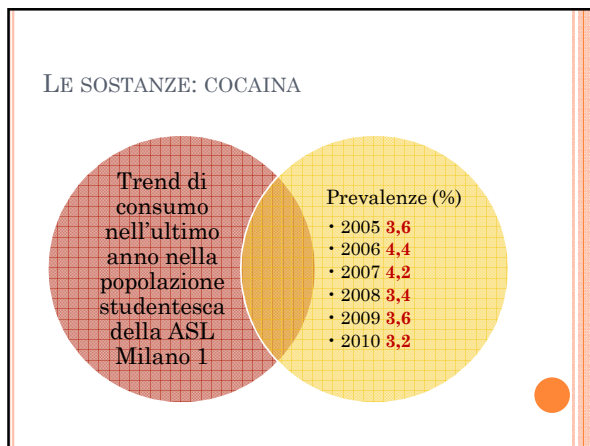 LE SOSTANZE: COCAINA
Trend di
consumo
nell'ultimo
anno nella
popolazione
studentesca
della ASL
Milano 1
Prevalenze (%)
• 2005 3,6
• 2006 4,4
• 2007 4,2
• 2008 3,4
• 2009 3,6
• 2010 3,2